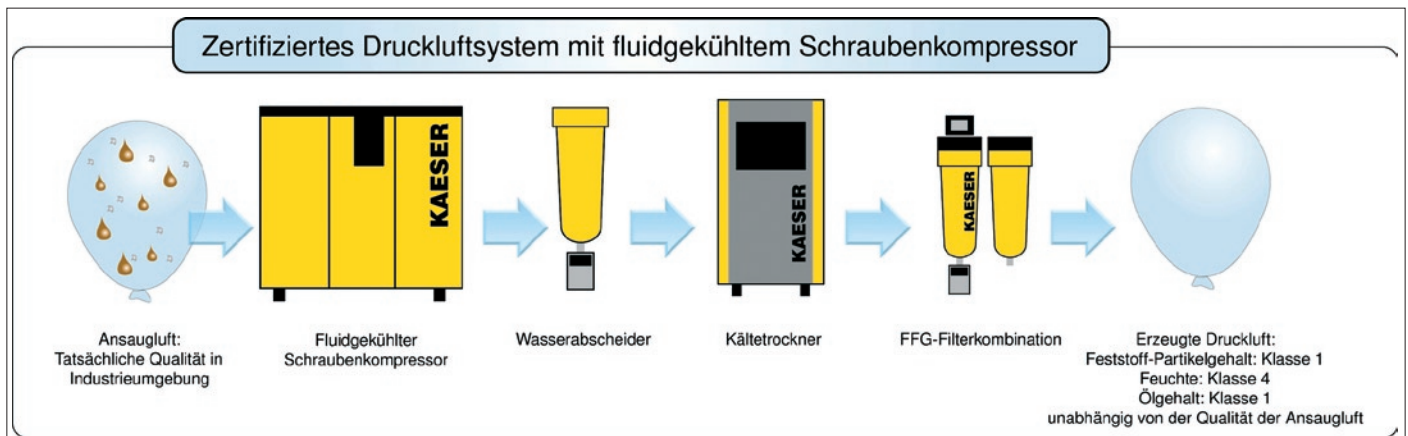 Zertifiziertes Druckluftsystem mit fluidgekühltem Schraubenkompressor
KAESER
KAESER
KAESER
Ansaugluft:
Tatsächliche Qualität in
Industrieumgebung
Fluidgekühlter
Schraubenkompressor
Wasserabscheider
Kältetrockner
FFG-Filterkombination
Erzeugte Druckluft:
Feststoff-Partikelgehalt: Klasse 1
Feuchte: Klasse 4
Ölgehalt: Klasse 1
unabhängig von der Qualität der Ansaugluft